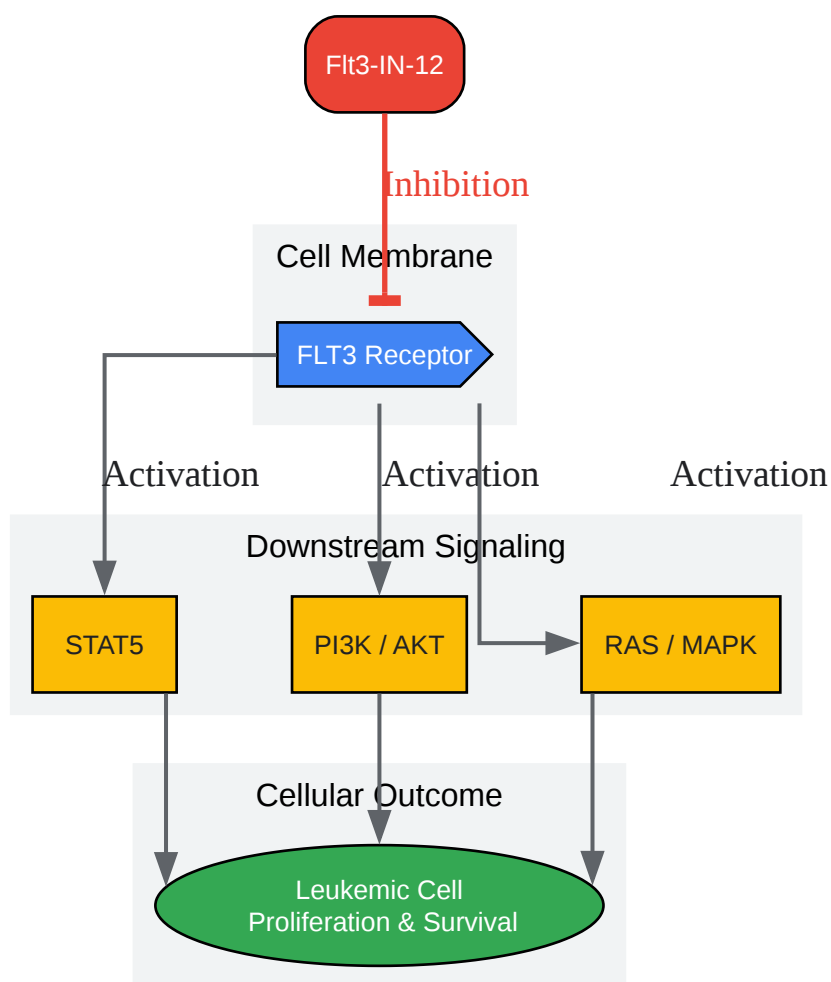 Flt3-IN-12
Inhibition
Cell Membrane
FLT3 Receptor
Activation
Activation
Activation
Downstream Signaling
STAT5
PI3K / AKT
RAS / MAPK
Cellular Outcome
Leukemic Cell
Proliferation & Survival